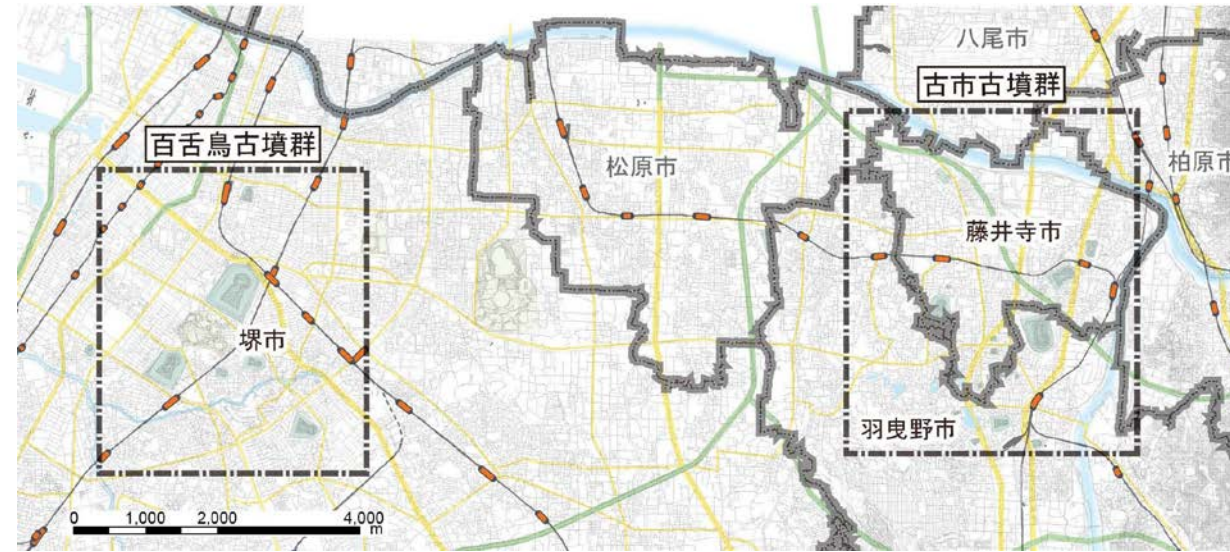 八尾市
古市古墳群
百舌鳥古墳群
松原市
柏原市
藤井寺市
堺市
羽曳野市
0 1,000 2,000 4,000
m